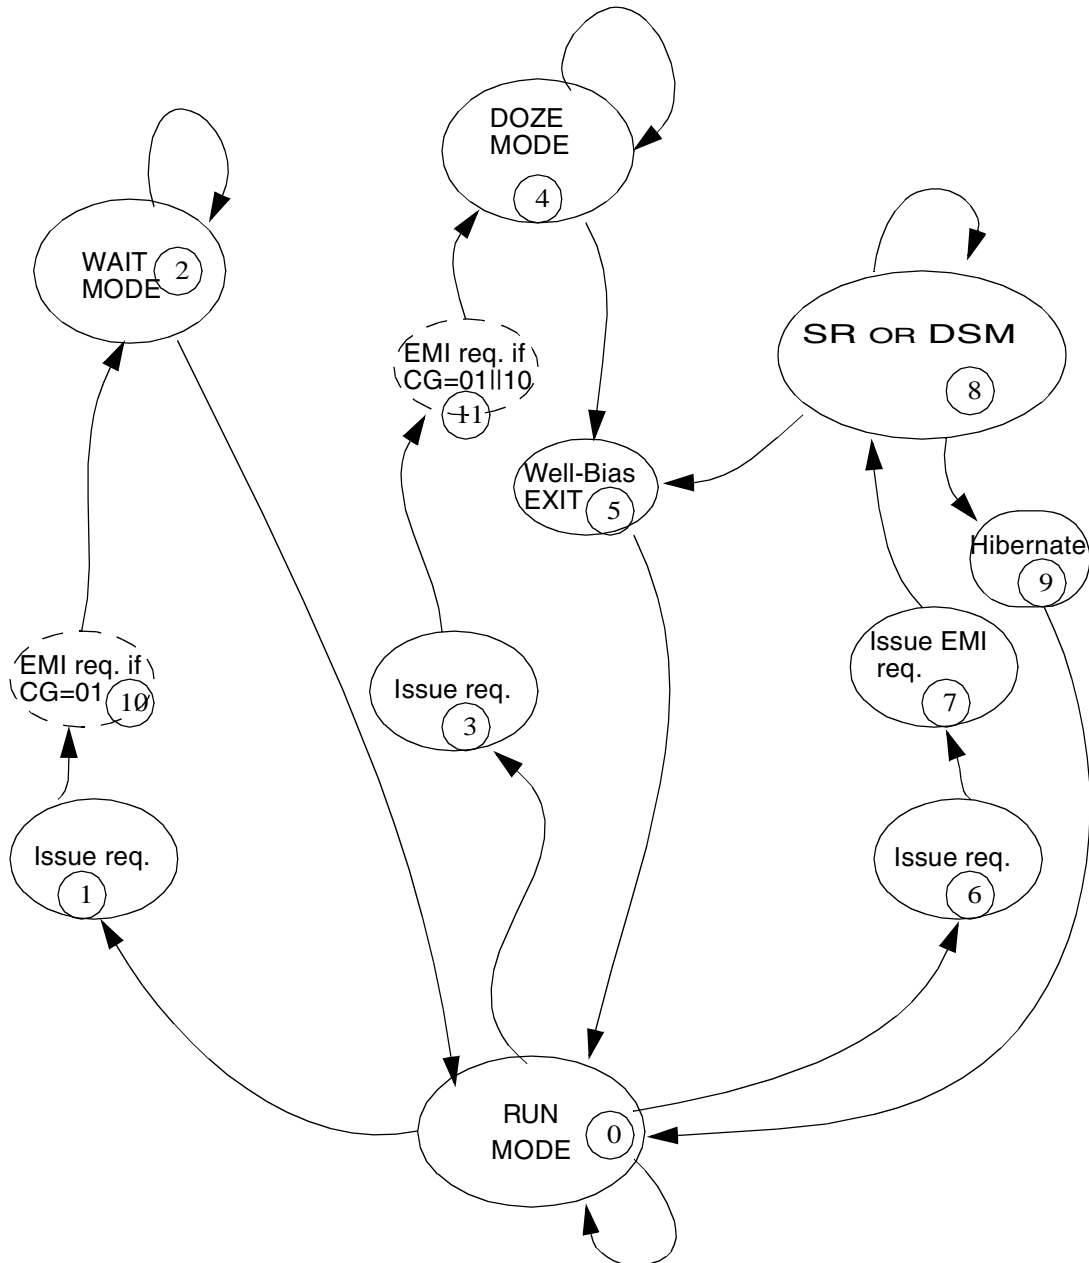 DOZE
MODE
4
WAIT
MODE
2
SR OR DSM
8
EMI req. if
CG=01||10
11
Well-Bias
EXIT
5
Hibernate
9
EMI req. if
CG=01
10
Issue req.
3
Issue EMI
req.
7
Issue req.
1
Issue req.
6
RUN
MODE
0